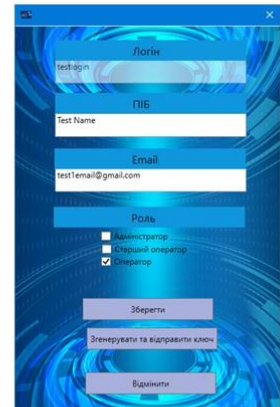 Логін
testlogin
ПІБ
Test Name
Email
test1email@gmail.com
Роль
Адміністратор
Старший оператор
Оператор
Зберегти
Згенерувати та відправити ключ
Відмінити